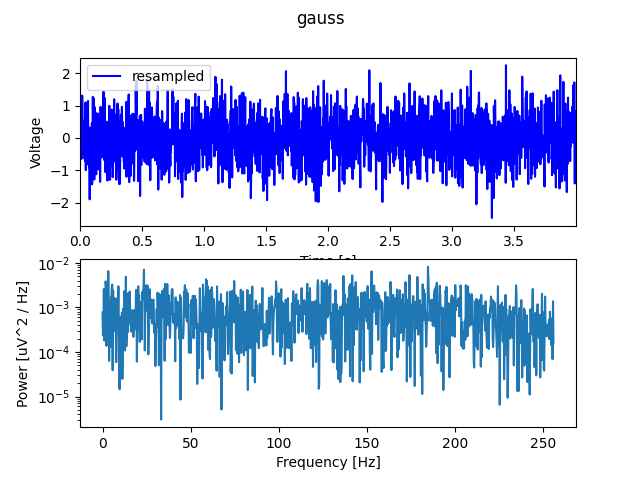 gauss
resampled
Voltage
2
1
0
−1
−2
0.0 0.5 1.0 1.5 2.0 2.5 3.0 3.5
Time [s]
Power [uV^2 / Hz]
10−2
10−3
10−4
10−5
0 50 100 150 200 250
Frequency [Hz]